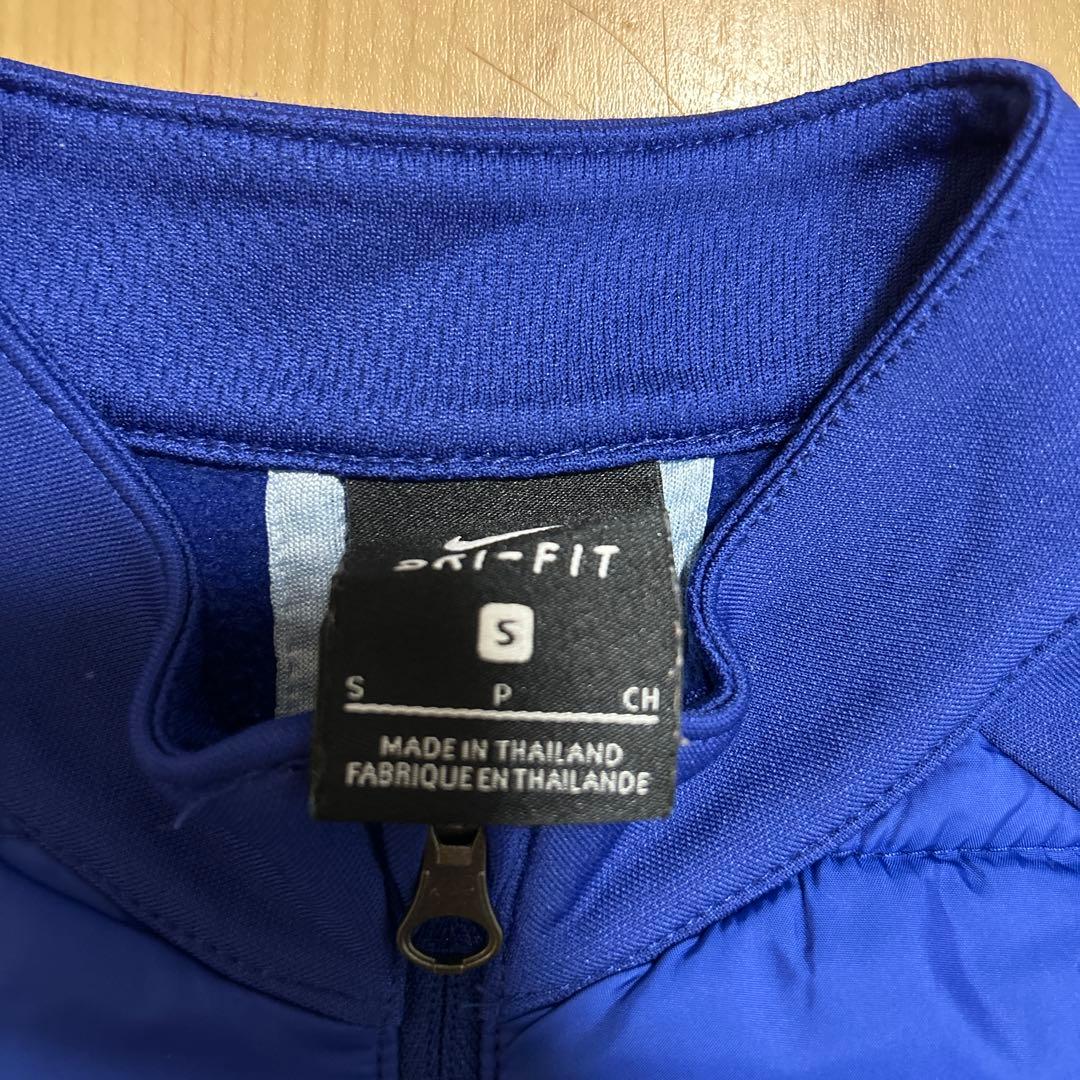 DRI-FIT
S
S P CH
MADE IN THAILAND
FABRIQUE EN THAILANDE